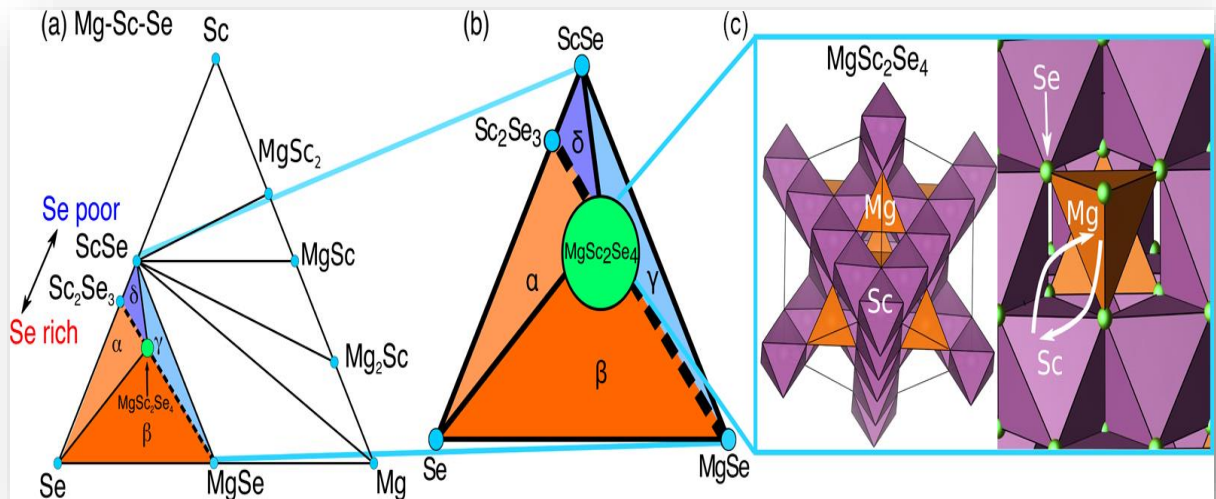 (a) Mg-Sc-Se
Sc
MgSc₂
Se poor
ScSe
MgSc
Sc₂Se₃
δ
Se rich
α
γ
Mg₂Sc
MgSc₂Se₄
β
Se
MgSe
Mg
(b)
ScSe
Sc₂Se₃
δ
MgSc₂Se₄
α
γ
β
Se
MgSe
(c)
MgSc₂Se₄
Mg
Sc
Se
Mg
Sc